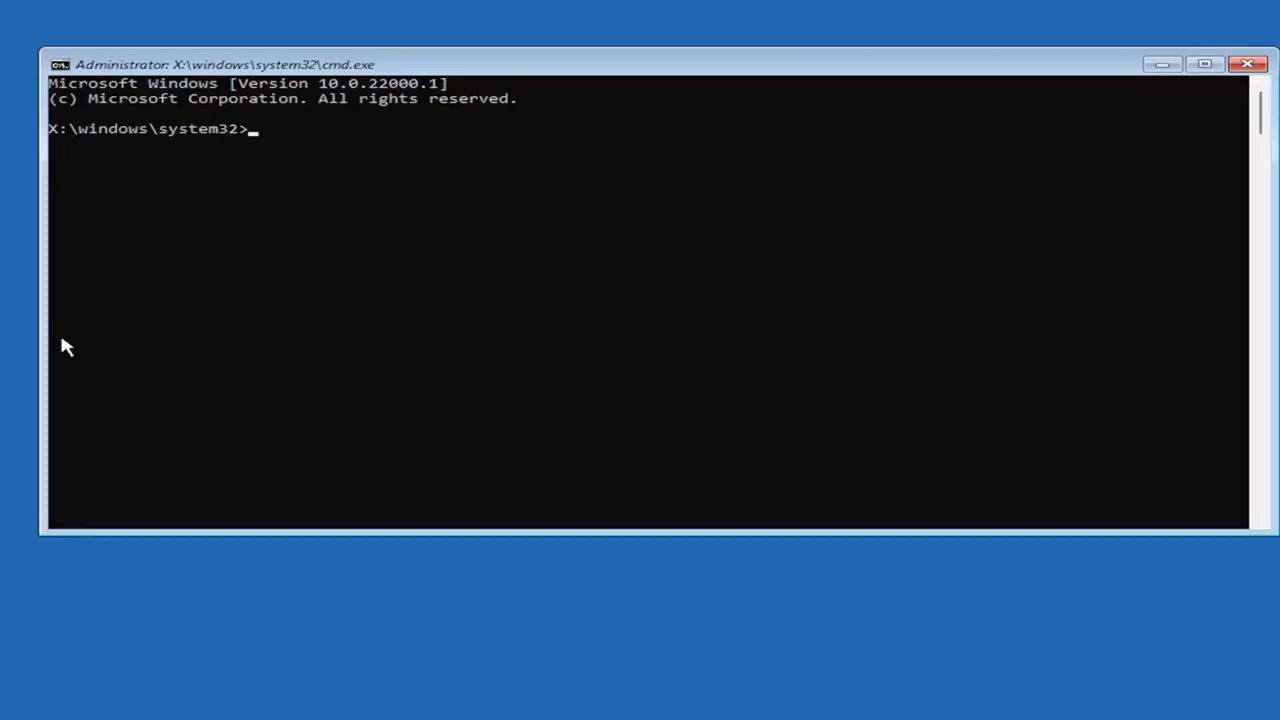 Administrator: X:\windows\system32\cmd.exe
Microsoft Windows [Version 10.0.22000.1]
(c) Microsoft Corporation. All rights reserved.
X:\windows\system32>_